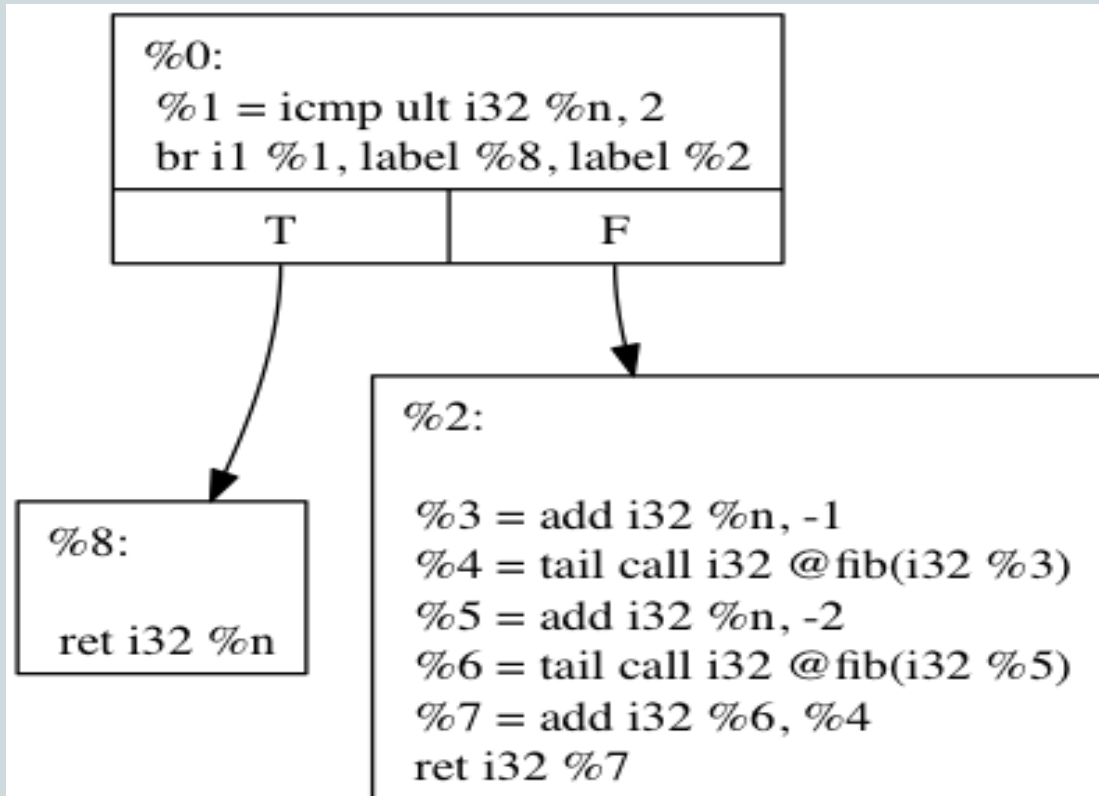 %0:
%1 = icmp ult i32 %n, 2
br i1 %1, label %8, label %2
T
F
%8:
ret i32 %n
%2:
%3 = add i32 %n, -1
%4 = tail call i32 @fib(i32 %3)
%5 = add i32 %n, -2
%6 = tail call i32 @fib(i32 %5)
%7 = add i32 %6, %4
ret i32 %7